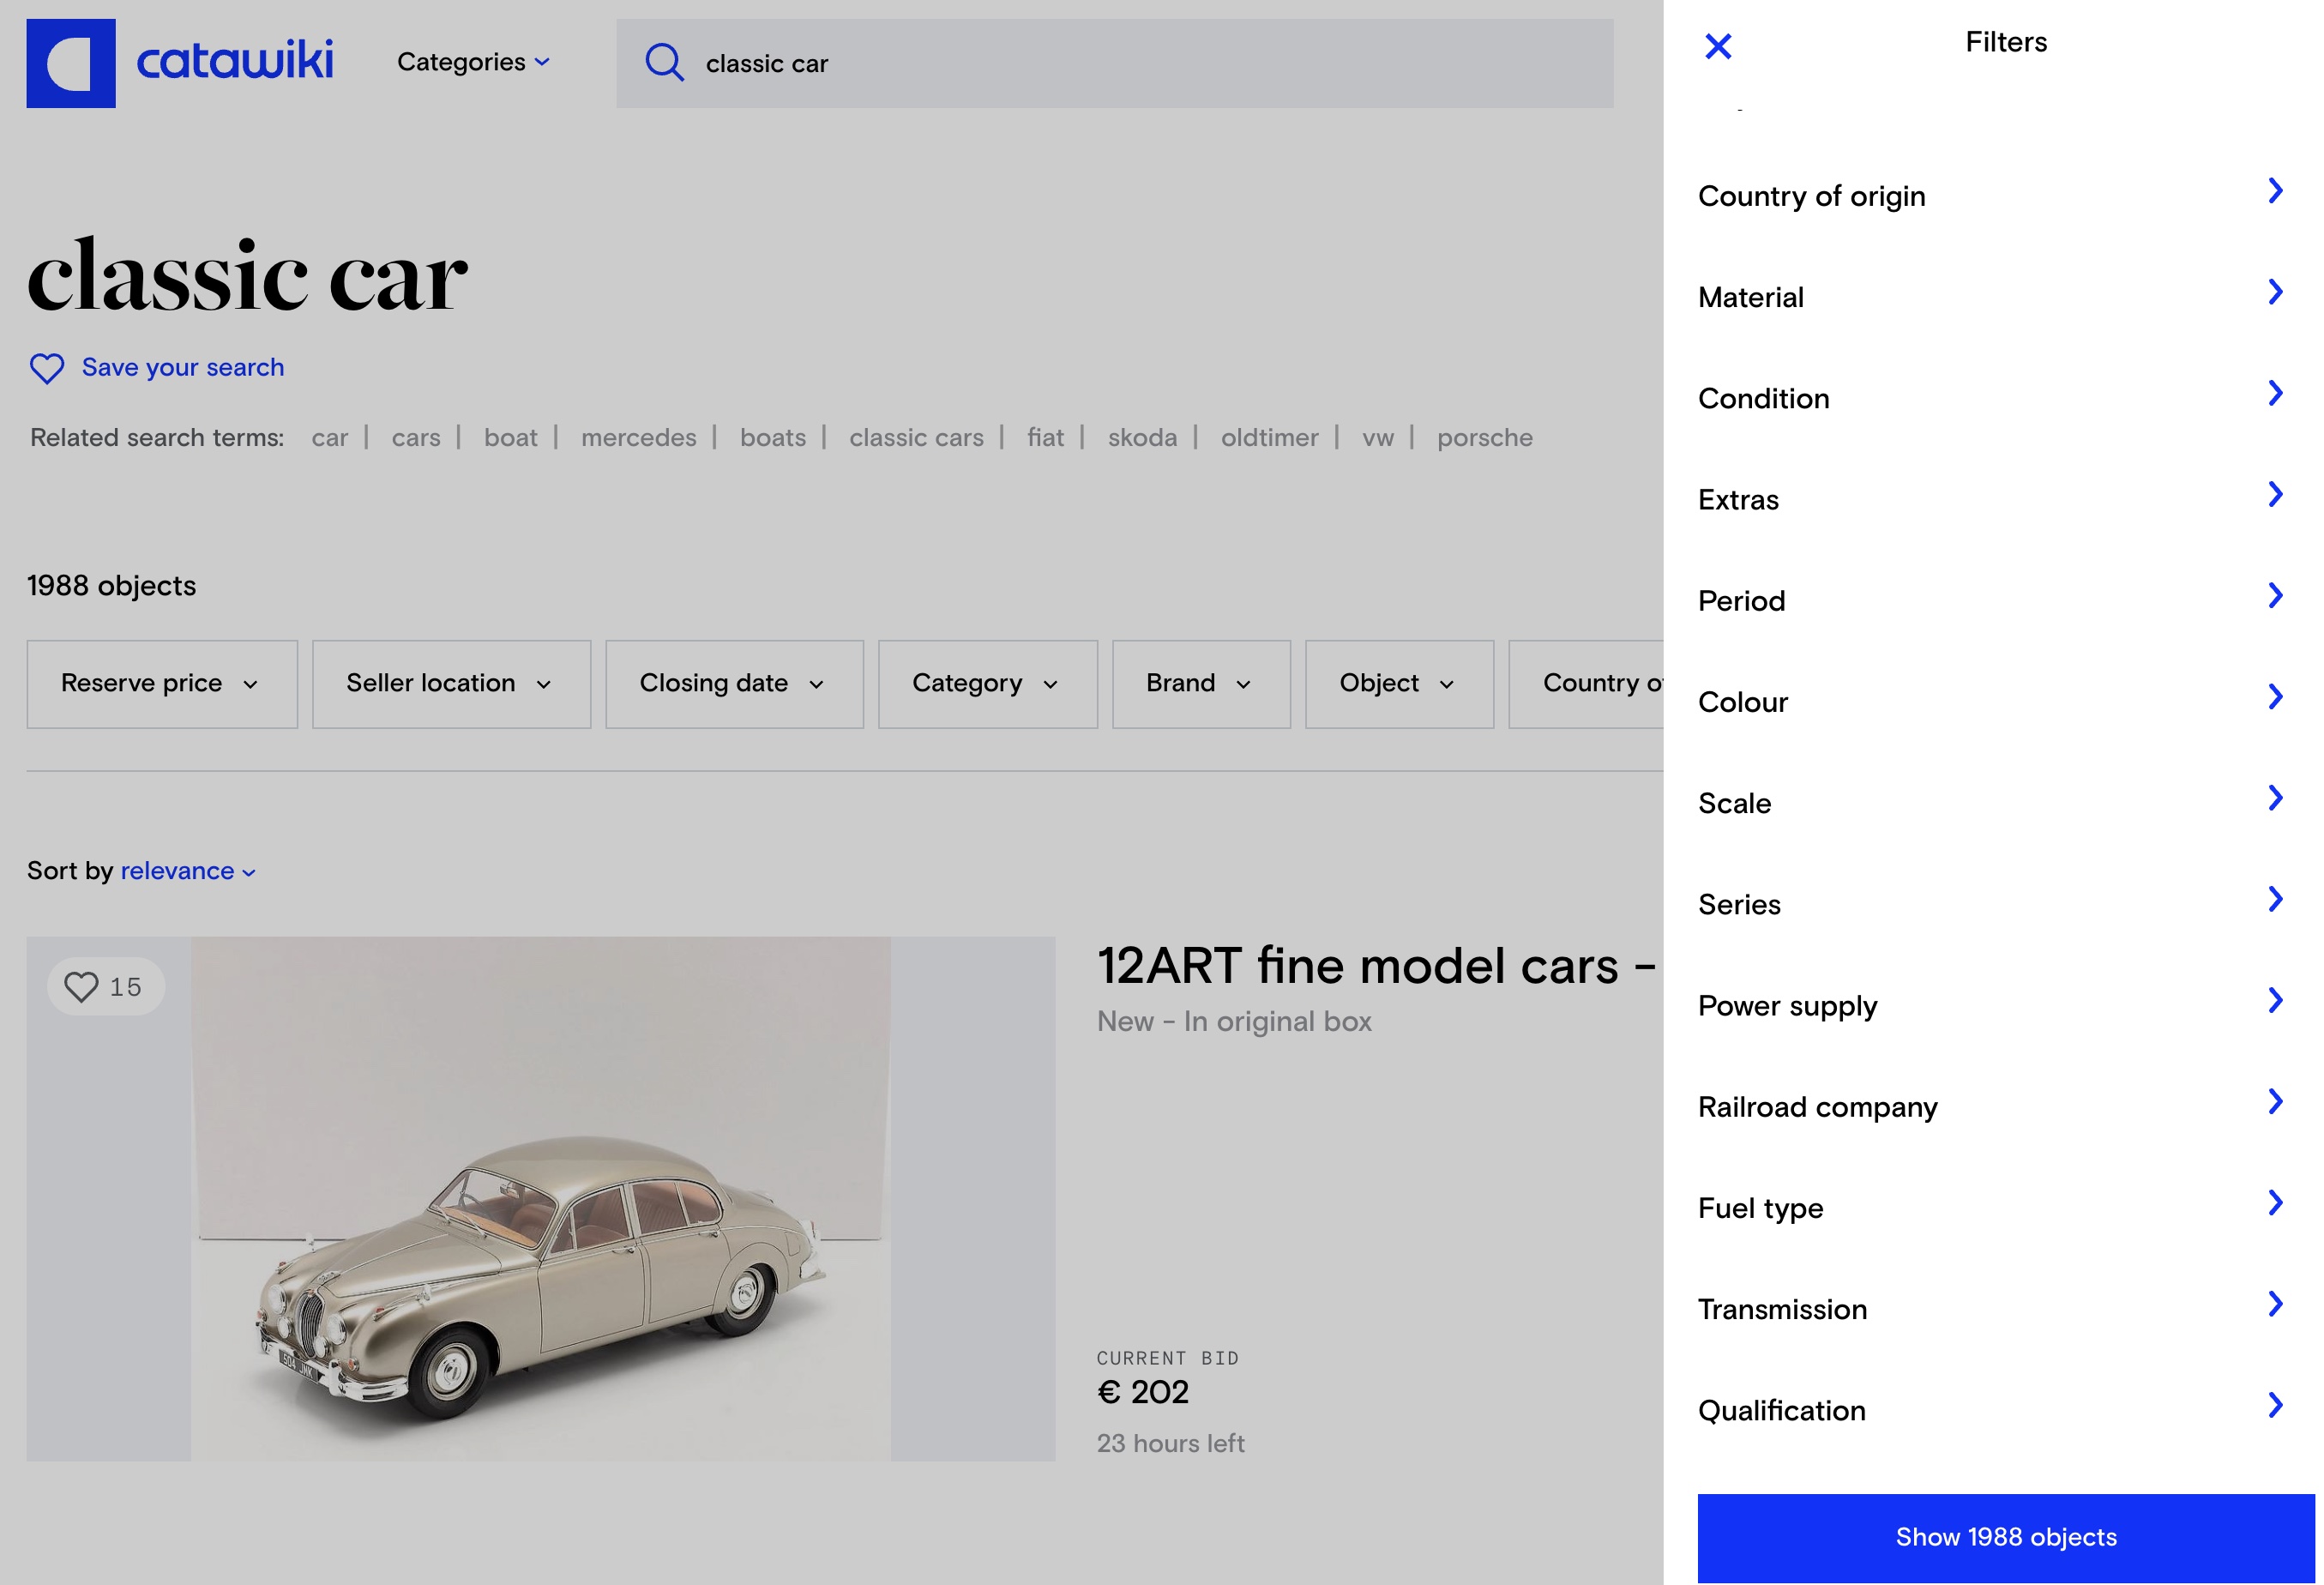 catawiki
Categories
classic car
classic car
Save your search
Related search terms: car | cars | boat | mercedes | boats | classic cars | fiat | skoda | oldtimer | vw | porsche
1988 objects
Reserve price
Seller location
Closing date
Category
Brand
Object
Country o
Sort by relevance
15
12ART fine model cars -
New - In original box
CURRENT BID
€ 202
23 hours left
Filters
Country of origin
Material
Condition
Extras
Period
Colour
Scale
Series
Power supply
Railroad company
Fuel type
Transmission
Qualification
Show 1988 objects